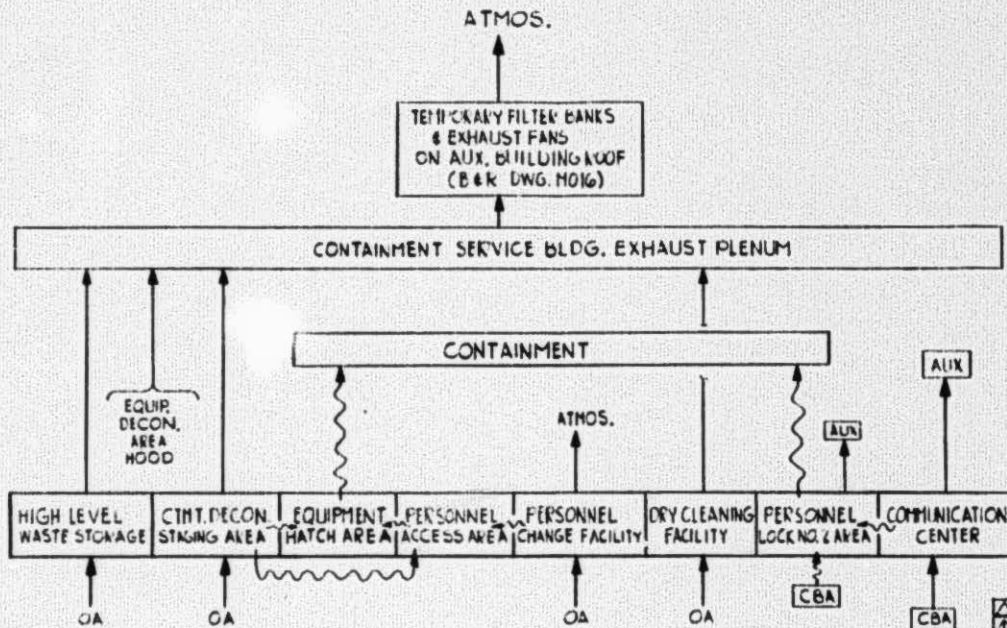 ATMOS.
TEMPORARY FILTER BANKS
& EXHAUST FANS
ON AUX. BUILDING ROOF
(B & R DWG. M016)
CONTAINMENT SERVICE BLDG. EXHAUST PLENUM
CONTAINMENT
EQUIP.
DECON.
AREA
HOOD
ATMOS.
AUX
AUX
HIGH LEVEL
WASTE STORAGE
CTMT. DECON.
STAGING AREA
EQUIPMENT
HATCH AREA
PERSONNEL
ACCESS AREA
PERSONNEL
CHANGE FACILITY
DRY CLEANING
FACILITY
PERSONNEL
LOCK NO. 2 AREA
COMMUNICATION
CENTER
OA
OA
OA
OA
CBA
CBA